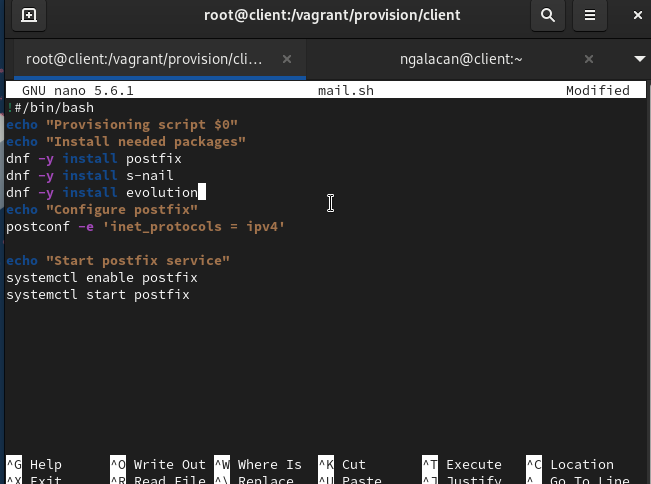 root@client:/vagrant/provision/client
root@client:/vagrant/provision/cli... ngalacan@client:~
GNU nano 5.6.1 mail.sh Modified
!#/bin/bash
echo "Provisioning script $0"
echo "Install needed packages"
dnf -y install postfix
dnf -y install s-nail
dnf -y install evolution
echo "Configure postfix"
postconf -e 'inet_protocols = ipv4'
echo "Start postfix service"
systemctl enable postfix
systemctl start postfix
^G Help ^O Write Out ^W Where Is ^K Cut ^T Execute ^C Location
^X Exit ^R Read File ^\ Replace ^U Paste ^J Justify ^_ Go To Line